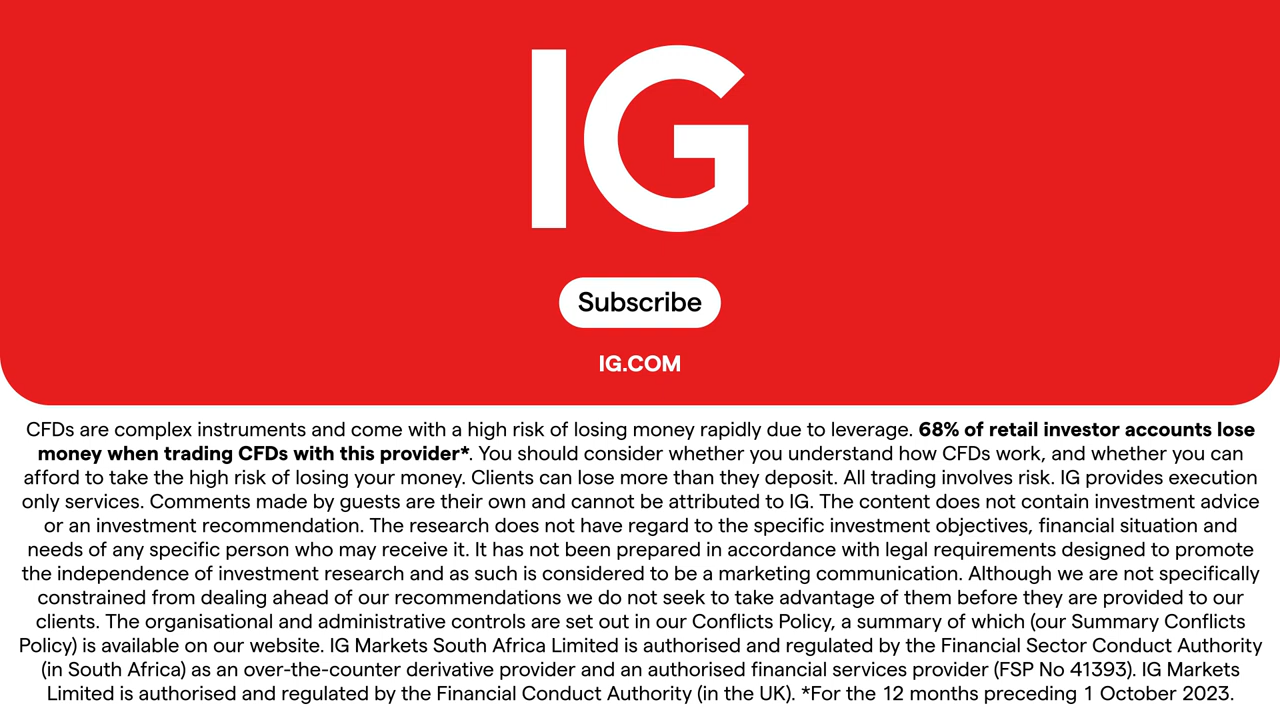 IG
Subscribe
IG.COM
CFDs are complex instruments and come with a high risk of losing money rapidly due to leverage. 68% of retail investor accounts lose
money when trading CFDs with this provider*. You should consider whether you understand how CFDs work, and whether you can
afford to take the high risk of losing your money. Clients can lose more than they deposit. All trading involves risk. IG provides execution
only services. Comments made by guests are their own and cannot be attributed to IG. The content does not contain investment advice
or an investment recommendation. The research does not have regard to the specific investment objectives, financial situation and
needs of any specific person who may receive it. It has not been prepared in accordance with legal requirements designed to promote
the independence of investment research and as such is considered to be a marketing communication. Although we are not specifically
constrained from dealing ahead of our recommendations we do not seek to take advantage of them before they are provided to our
clients. The organisational and administrative controls are set out in our Conflicts Policy, a summary of which (our Summary Conflicts
Policy) is available on our website. IG Markets South Africa Limited is authorised and regulated by the Financial Sector Conduct Authority
(in South Africa) as an over-the-counter derivative provider and an authorised financial services provider (FSP No 41393). IG Markets
Limited is authorised and regulated by the Financial Conduct Authority (in the UK). *For the 12 months preceding 1 October 2023.